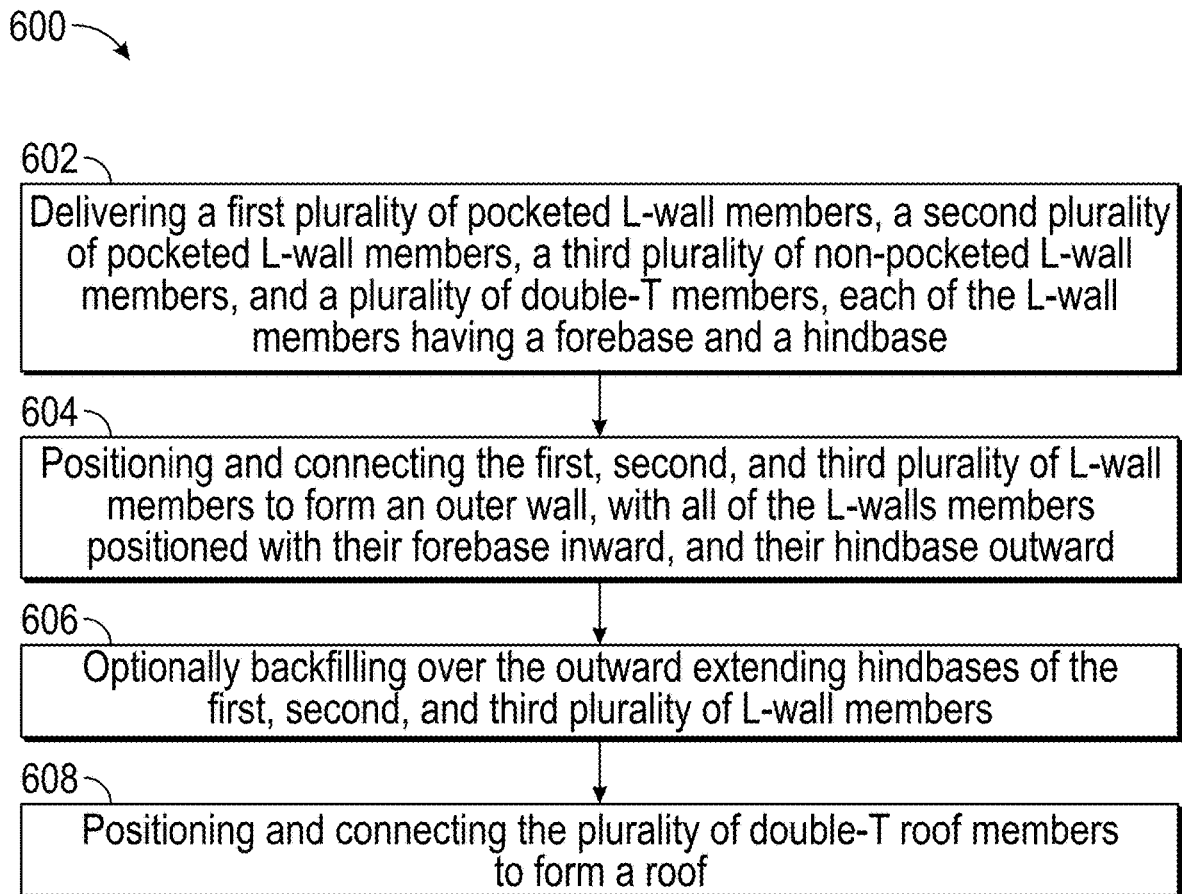 600
602
Delivering a first plurality of pocketed L-wall members, a second plurality
of pocketed L-wall members, a third plurality of non-pocketed L-wall
members, and a plurality of double-T members, each of the L-wall
members having a forebase and a hindbase
604
Positioning and connecting the first, second, and third plurality of L-wall
members to form an outer wall, with all of the L-walls members
positioned with their forebase inward, and their hindbase outward
606
Optionally backfilling over the outward extending hindbases of the
first, second, and third plurality of L-wall members
608
Positioning and connecting the plurality of double-T roof members
to form a roof